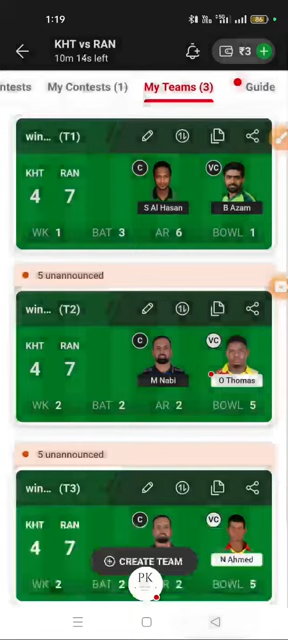 1:19
86
KHT vs RAN
10m 14s left
₹3
ntests My Contests (1) My Teams (3) Guide
win... (T1)
C VC
KHT RAN
4 7
S Al Hasan B Azam
WK 1 BAT 3 AR 6 BOWL 1
5 unannounced
win... (T2)
C VC
KHT RAN
4 7
M Nabi O Thomas
WK 2 BAT 2 AR 2 BOWL 5
5 unannounced
win... (T3)
C VC
KHT RAN
4 7
N Ahmed
CREATE TEAM
PK
WK 2 BAT 2 2 BOWL 5